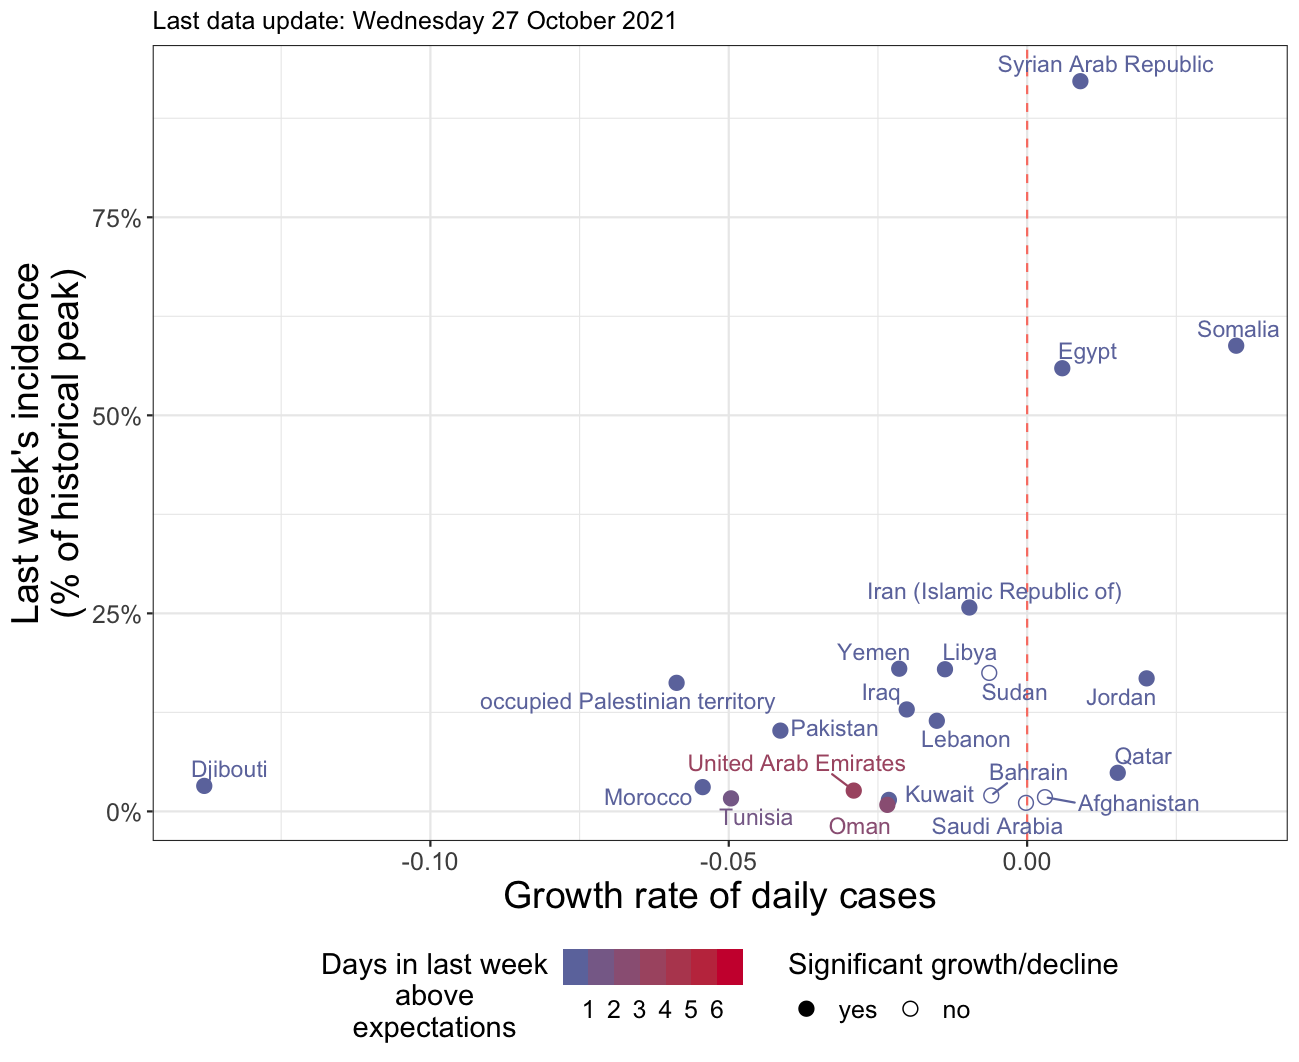 Last data update: Wednesday 27 October 2021
Syrian Arab Republic
75%
Somalia
Egypt
Last week's incidence
(% of historical peak)
50%
Iran (Islamic Republic of)
25%
Yemen
Libya
Iraq
Sudan
Jordan
occupied Palestinian territory
Pakistan
Lebanon
Qatar
United Arab Emirates
Djibouti
Bahrain
Morocco
Kuwait
Afghanistan
0%
Tunisia
Oman
Saudi Arabia
-0.10
-0.05
0.00
Growth rate of daily cases
Days in last week
above
expectations
1 2 3 4 5 6
Significant growth/decline
yes
no